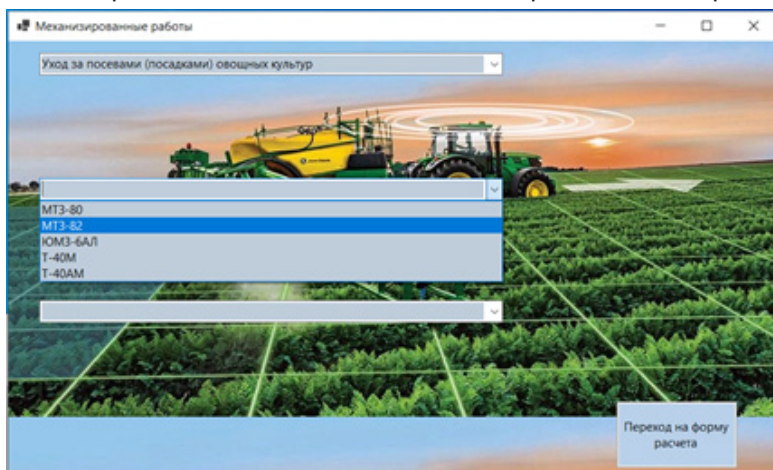 Механизированные работы
Уход за посевами (посадками) овощных культур
МТЗ-80
МТЗ-82
ЮМЗ-6АЛ
Т-40М
Т-40АМ
Переход на форму
расчета